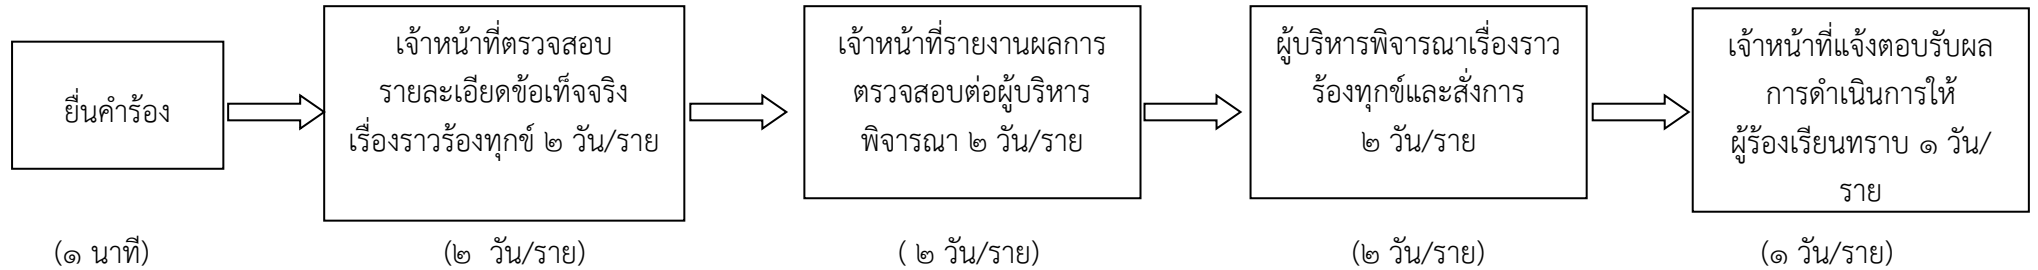 ยื่นคำร้อง
เจ้าหน้าที่ตรวจสอบ
รายละเอียดข้อเท็จจริง
เรื่องราวร้องทุกข์ ๒ วัน/ราย
เจ้าหน้าที่รายงานผลการ
ตรวจสอบต่อผู้บริหาร
พิจารณา ๒ วัน/ราย
ผู้บริหารพิจารณาเรื่องราว
ร้องทุกข์และสั่งการ
๒ วัน/ราย
เจ้าหน้าที่แจ้งตอบรับผล
การดำเนินการให้
ผู้ร้องเรียนทราบ ๑ วัน/
ราย
(๑ นาที)
(๒ วัน/ราย)
( ๒ วัน/ราย)
(๒ วัน/ราย)
(๑ วัน/ราย)